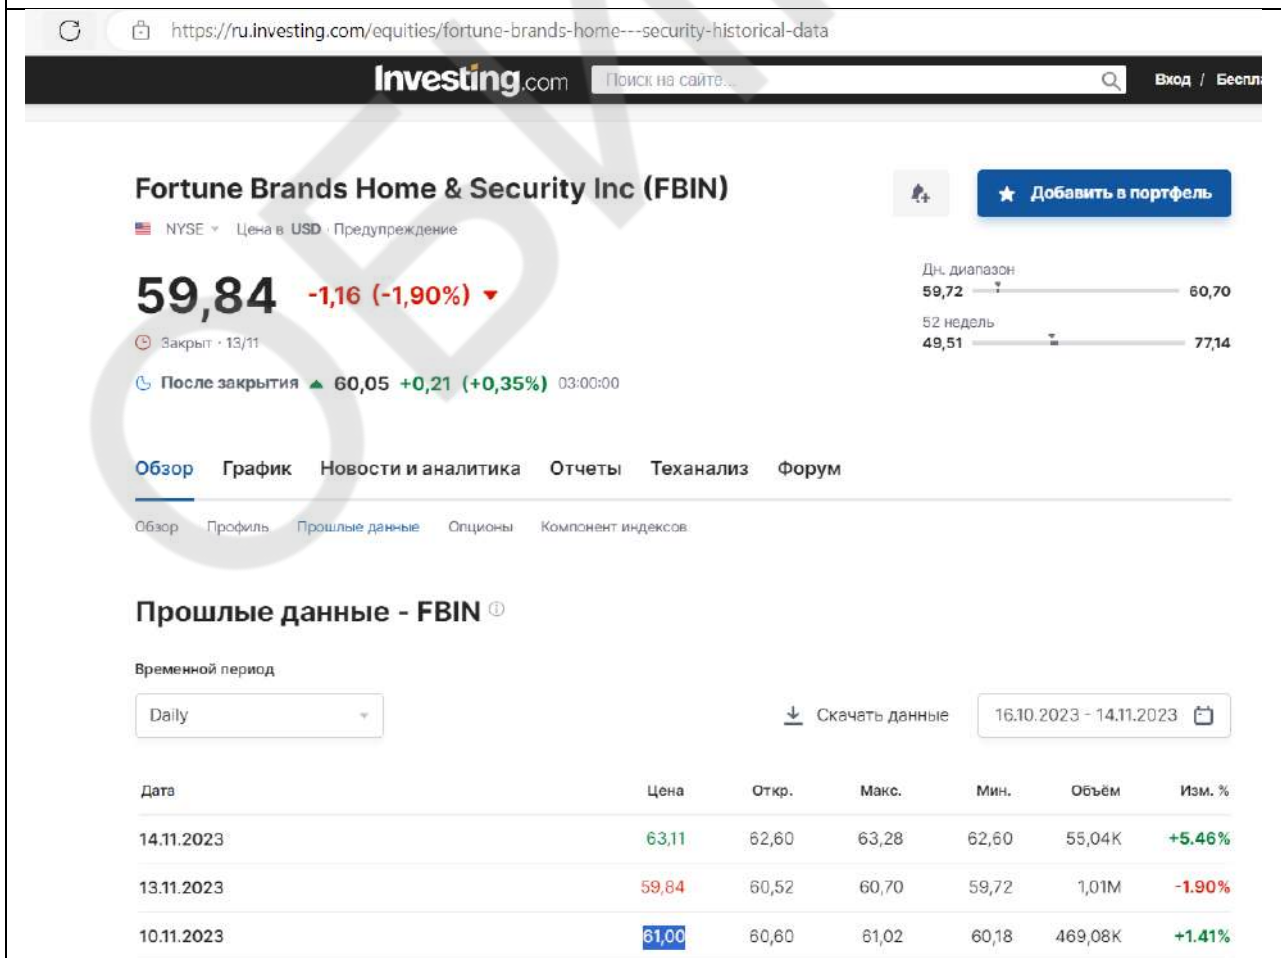 https://ru.investing.com/equities/fortune-brands-home---security-historical-data
Investing.com Поиск на сайте... Вход /
Fortune Brands Home & Security Inc (FBIN)
Добавить в портфель
NYSE Цена в USD · Предупреждение
59,84 -1,16 (-1,90%)
Дн. диапазон
59,72 60,70
52 недель
49,51 77,14
Закрыт · 13/11
После закрытия 60,05 +0,21 (+0,35%) 03:00:00
Обзор График Новости и аналитика Отчеты Теханализ Форум
Обзор Профиль Прошлые данные Опционы Компонент индексов
Прошлые данные - FBIN
Временной период
Daily Скачать данные 16.10.2023 - 14.11.2023
Дата Цена Откр. Макс. Мин. Объём Изм. %
14.11.2023 63,11 62,60 63,28 62,60 55,04K +5.46%
13.11.2023 59,84 60,52 60,70 59,72 1,01M -1.90%
10.11.2023 61,00 60,60 61,02 60,18 469,08K +1.41%